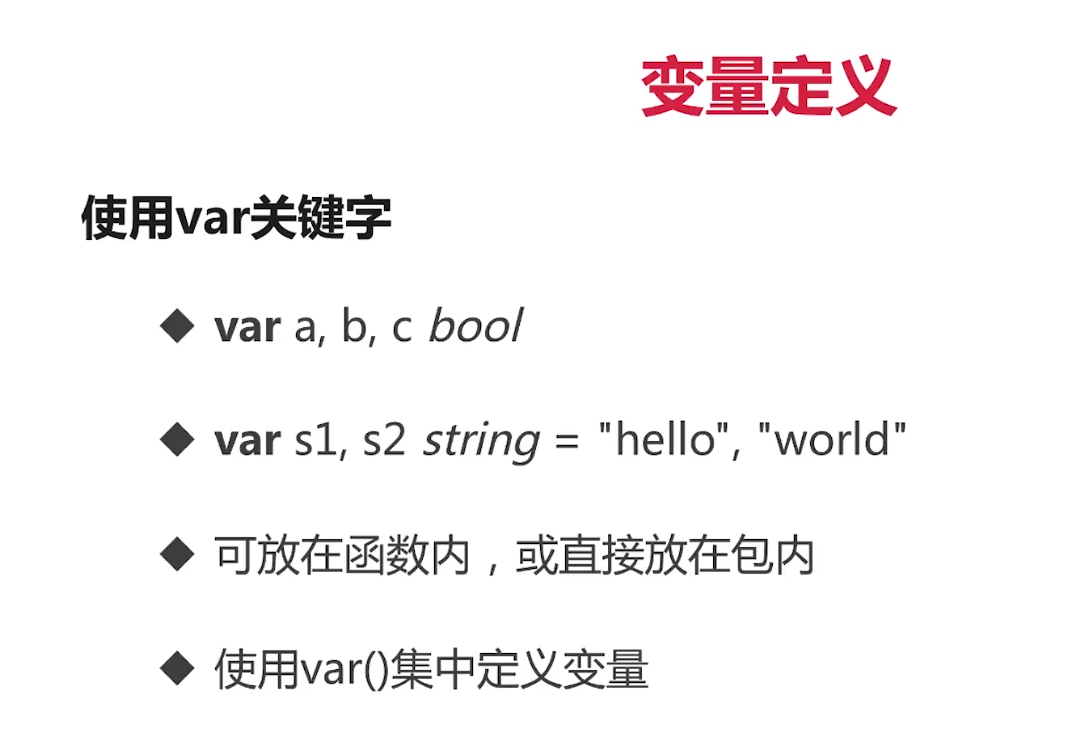 变量定义
使用var关键字
◆ var a, b, c bool
◆ var s1, s2 string = "hello", "world"
◆ 可放在函数内，或直接放在包内
◆ 使用var()集中定义变量